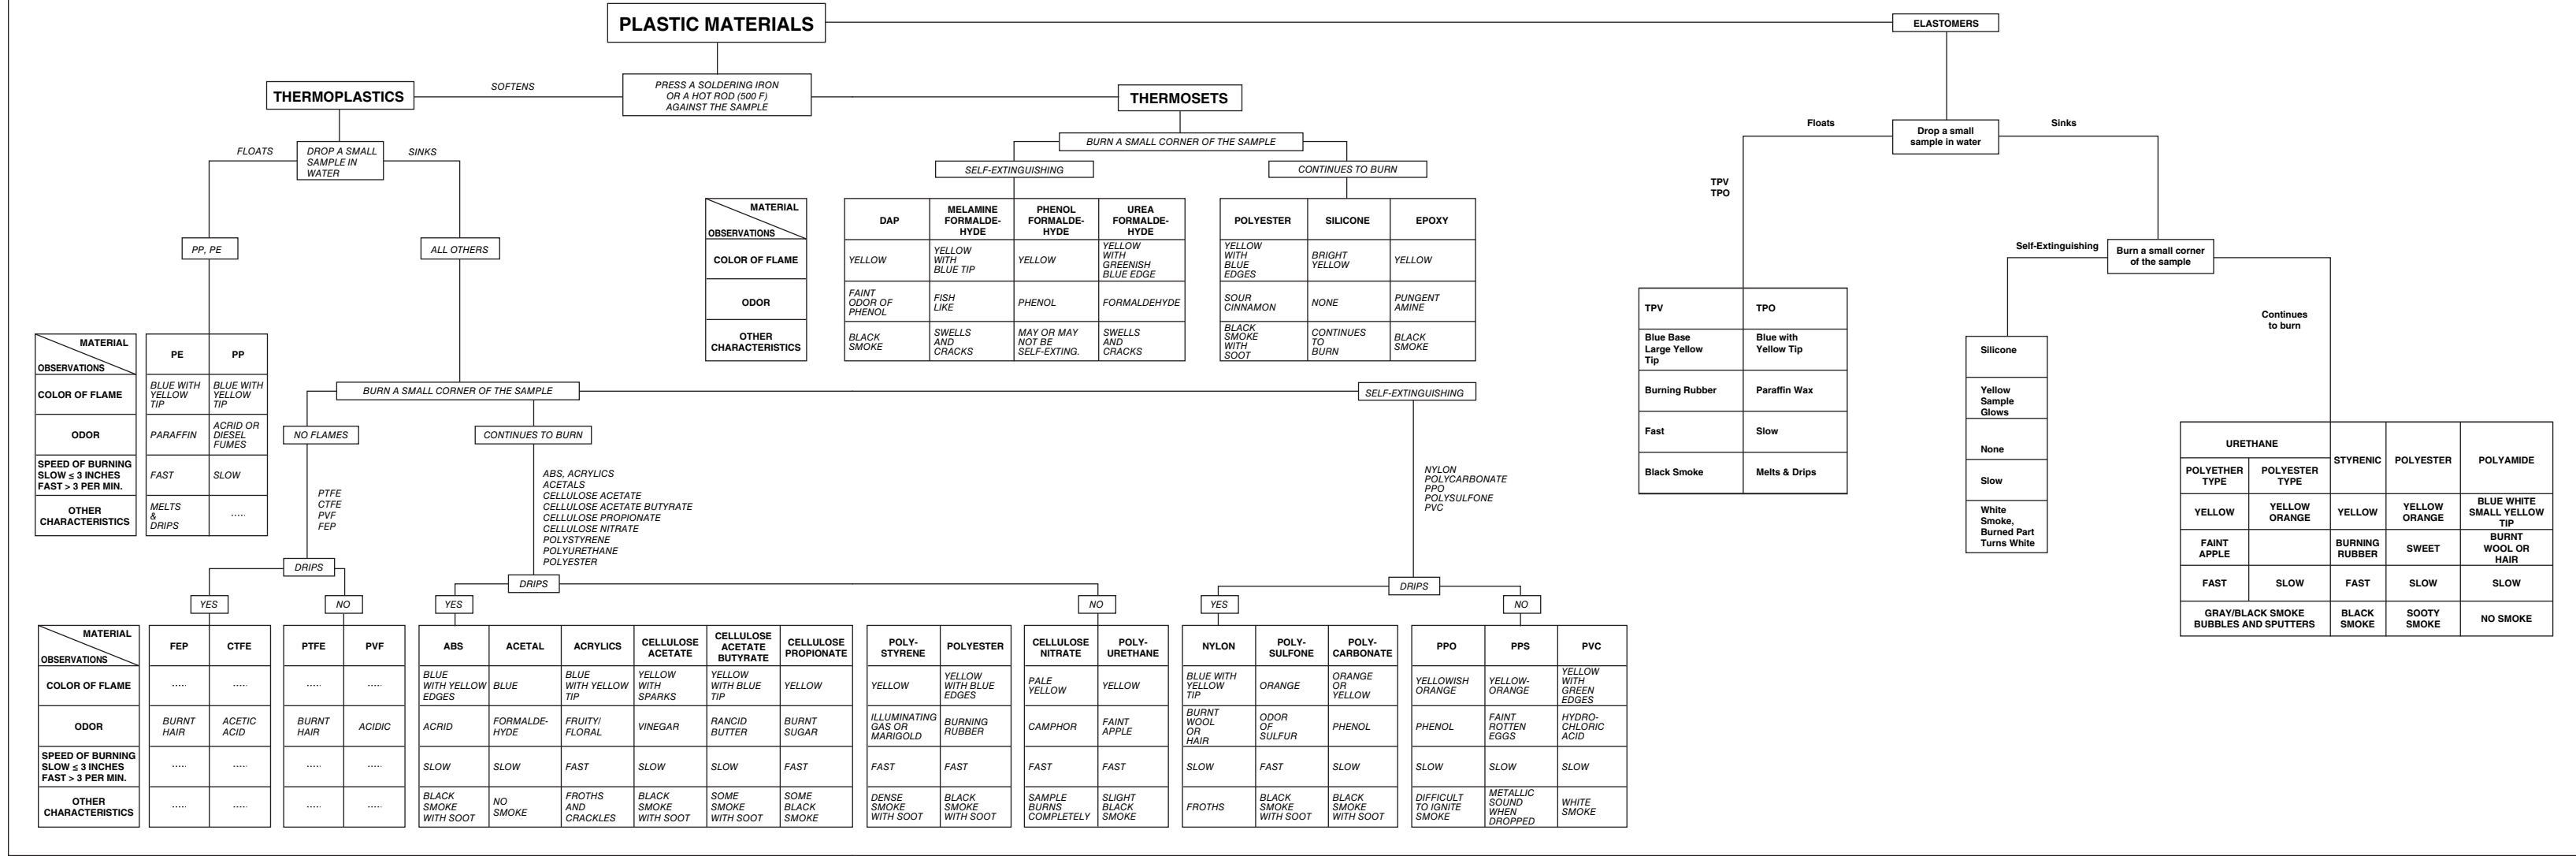 PLASTIC MATERIALS
ELASTOMERS
THERMOPLASTICS
SOFTENS
PRESS A SOLDERING IRON
OR A HOT ROD (500 F)
AGAINST THE SAMPLE
THERMOSETS
FLOATS
DROP A SMALL
SAMPLE IN
WATER
SINKS
PP, PE
ALL OTHERS
BURN A SMALL CORNER OF THE SAMPLE
SELF-EXTINGUISHING
CONTINUES TO BURN
MATERIAL
OBSERVATIONS
DAP
MELAMINE
FORMALDE-
HYDE
PHENOL
FORMALDE-
HYDE
UREA
FORMALDE-
HYDE
POLYESTER
SILICONE
EPOXY
COLOR OF FLAME
YELLOW
YELLOW
WITH
BLUE TIP
YELLOW
YELLOW
WITH
GREENISH
BLUE EDGE
YELLOW
WITH
BLUE
EDGES
BRIGHT
YELLOW
YELLOW
ODOR
FAINT
ODOR OF
PHENOL
FISH
LIKE
PHENOL
FORMALDEHYDE
SOUR
CINNAMON
NONE
PUNGENT
AMINE
OTHER
CHARACTERISTICS
BLACK
SMOKE
SWELLS
AND
CRACKS
MAY OR MAY
NOT BE
SELF-EXTING.
SWELLS
AND
CRACKS
BLACK
SMOKE
WITH
SOOT
CONTINUES
TO
BURN
BLACK
SMOKE
MATERIAL
OBSERVATIONS
PE
PP
COLOR OF FLAME
BLUE WITH
YELLOW
TIP
BLUE WITH
YELLOW
TIP
ODOR
PARAFFIN
ACRID OR
DIESEL
FUMES
SPEED OF BURNING
SLOW ≤ 3 INCHES
FAST > 3 PER MIN.
FAST
SLOW
OTHER
CHARACTERISTICS
MELTS
&
DRIPS
.....
BURN A SMALL CORNER OF THE SAMPLE
SELF-EXTINGUISHING
NO FLAMES
CONTINUES TO BURN
PTFE
CTFE
PVF
FEP
ABS, ACRYLICS
ACETALS
CELLULOSE ACETATE
CELLULOSE ACETATE BUTYRATE
CELLULOSE PROPIONATE
CELLULOSE NITRATE
POLYSTYRENE
POLYURETHANE
POLYESTER
NYLON
POLYCARBONATE
PPO
POLYSULFONE
PVC
DRIPS
YES
NO
DRIPS
YES
NO
DRIPS
YES
NO
MATERIAL
OBSERVATIONS
FEP
CTFE
PTFE
PVF
ABS
ACETAL
ACRYLICS
CELLULOSE
ACETATE
CELLULOSE
ACETATE
BUTYRATE
CELLULOSE
PROPIONATE
POLY-
STYRENE
POLYESTER
CELLULOSE
NITRATE
POLY-
URETHANE
NYLON
POLY-
SULFONE
POLY-
CARBONATE
PPO
PPS
PVC
COLOR OF FLAME
.....
.....
.....
.....
BLUE
WITH YELLOW
EDGES
BLUE
BLUE
WITH YELLOW
TIP
YELLOW
WITH
SPARKS
YELLOW
WITH BLUE
TIP
YELLOW
YELLOW
YELLOW
WITH BLUE
EDGES
PALE
YELLOW
YELLOW
BLUE WITH
YELLOW
TIP
ORANGE
ORANGE
OR
YELLOW
YELLOWISH
ORANGE
YELLOW-
ORANGE
YELLOW
WITH
GREEN
EDGES
ODOR
BURNT
HAIR
ACETIC
ACID
BURNT
HAIR
ACIDIC
ACRID
FORMALDE-
HYDE
FRUITY/
FLORAL
VINEGAR
RANCID
BUTTER
BURNT
SUGAR
ILLUMINATING
GAS OR
MARIGOLD
BURNING
RUBBER
CAMPHOR
FAINT
APPLE
BURNT
WOOL
OR
HAIR
ODOR
OF
SULFUR
PHENOL
PHENOL
FAINT
ROTTEN
EGGS
HYDRO-
CHLORIC
ACID
SPEED OF BURNING
SLOW ≤ 3 INCHES
FAST > 3 PER MIN.
.....
.....
.....
.....
SLOW
SLOW
FAST
SLOW
SLOW
FAST
FAST
FAST
FAST
FAST
SLOW
FAST
SLOW
SLOW
SLOW
SLOW
OTHER
CHARACTERISTICS
.....
.....
.....
.....
BLACK
SMOKE
WITH SOOT
NO
SMOKE
FROTHS
AND
CRACKLES
BLACK
SMOKE
WITH SOOT
SOME
SMOKE
WITH SOOT
SOME
BLACK
SMOKE
DENSE
SMOKE
WITH SOOT
BLACK
SMOKE
WITH SOOT
SAMPLE
BURNS
COMPLETELY
SLIGHT
BLACK
SMOKE
FROTHS
BLACK
SMOKE
WITH SOOT
BLACK
SMOKE
WITH SOOT
DIFFICULT
TO IGNITE
SMOKE
METALLIC
SOUND
WHEN
DROPPED
WHITE
SMOKE
Floats
Drop a small
sample in water
Sinks
TPV
TPO
Self-Extinguishing
Burn a small corner
of the sample
Continues
to burn
TPV
TPO
Blue Base
Large Yellow
Tip
Blue with
Yellow Tip
Burning Rubber
Paraffin Wax
Fast
Slow
Black Smoke
Melts & Drips
Silicone
Yellow
Sample
Glows
None
Slow
White
Smoke,
Burned Part
Turns White
URETHANE
STYRENIC
POLYESTER
POLYAMIDE
POLYETHER
TYPE
POLYESTER
TYPE
YELLOW
YELLOW
ORANGE
YELLOW
YELLOW
ORANGE
BLUE WHITE
SMALL YELLOW
TIP
FAINT
APPLE
BURNING
RUBBER
SWEET
BURNT
WOOL OR
HAIR
FAST
SLOW
FAST
SLOW
SLOW
GRAY/BLACK SMOKE
BUBBLES AND SPUTTERS
BLACK
SMOKE
SOOTY
SMOKE
NO SMOKE